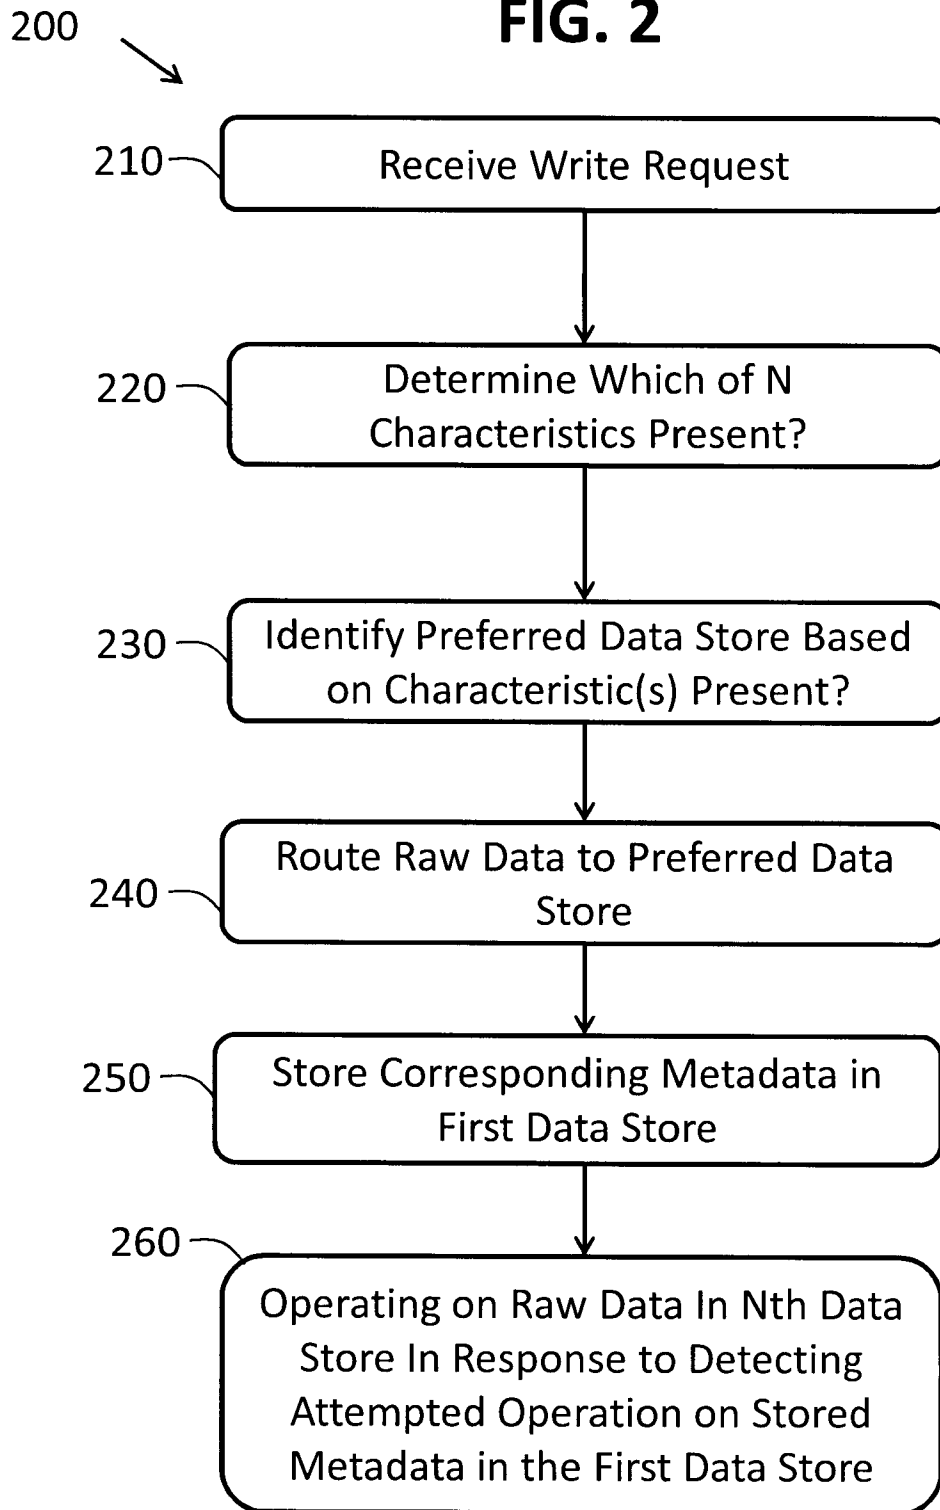 FIG. 2
200
210
Receive Write Request
220
Determine Which of N
Characteristics Present?
230
Identify Preferred Data Store Based
on Characteristic(s) Present?
240
Route Raw Data to Preferred Data
Store
250
Store Corresponding Metadata in
First Data Store
260
Operating on Raw Data In Nth Data
Store In Response to Detecting
Attempted Operation on Stored
Metadata in the First Data Store